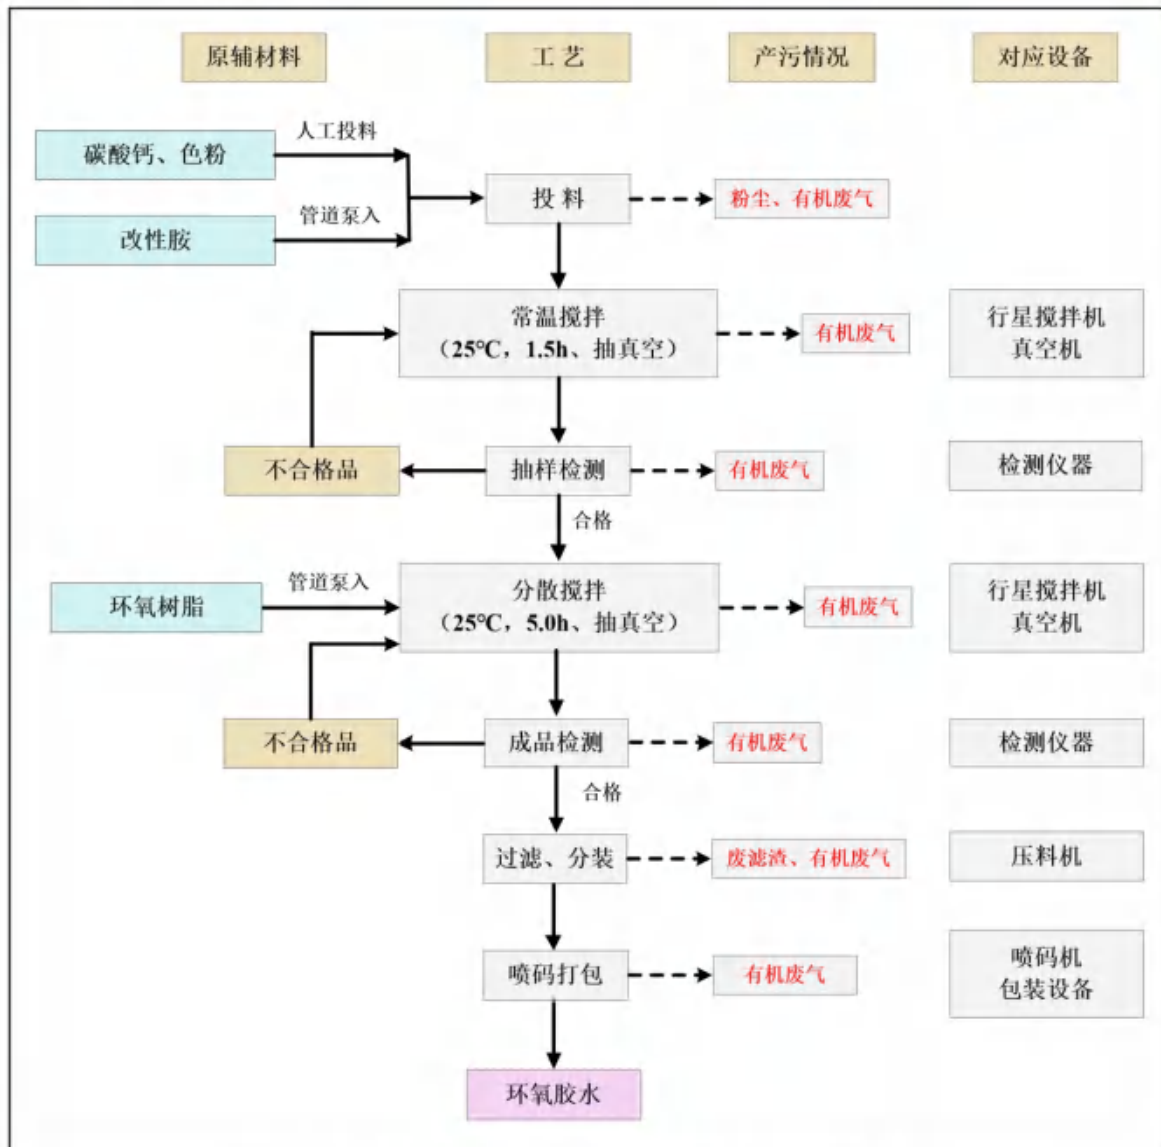 原辅材料
工 艺
产污情况
对应设备
碳酸钙、色粉
人工投料
改性胺
管道泵入
投 料
粉尘、有机废气
常温搅拌
（25℃，1.5h、抽真空）
有机废气
行星搅拌机
真空机
不合格品
抽样检测
有机废气
检测仪器
合格
环氧树脂
管道泵入
分散搅拌
（25℃，5.0h、抽真空）
有机废气
行星搅拌机
真空机
不合格品
成品检测
有机废气
检测仪器
合格
过滤、分装
废滤渣、有机废气
压料机
喷码打包
有机废气
喷码机
包装设备
环氧胶水